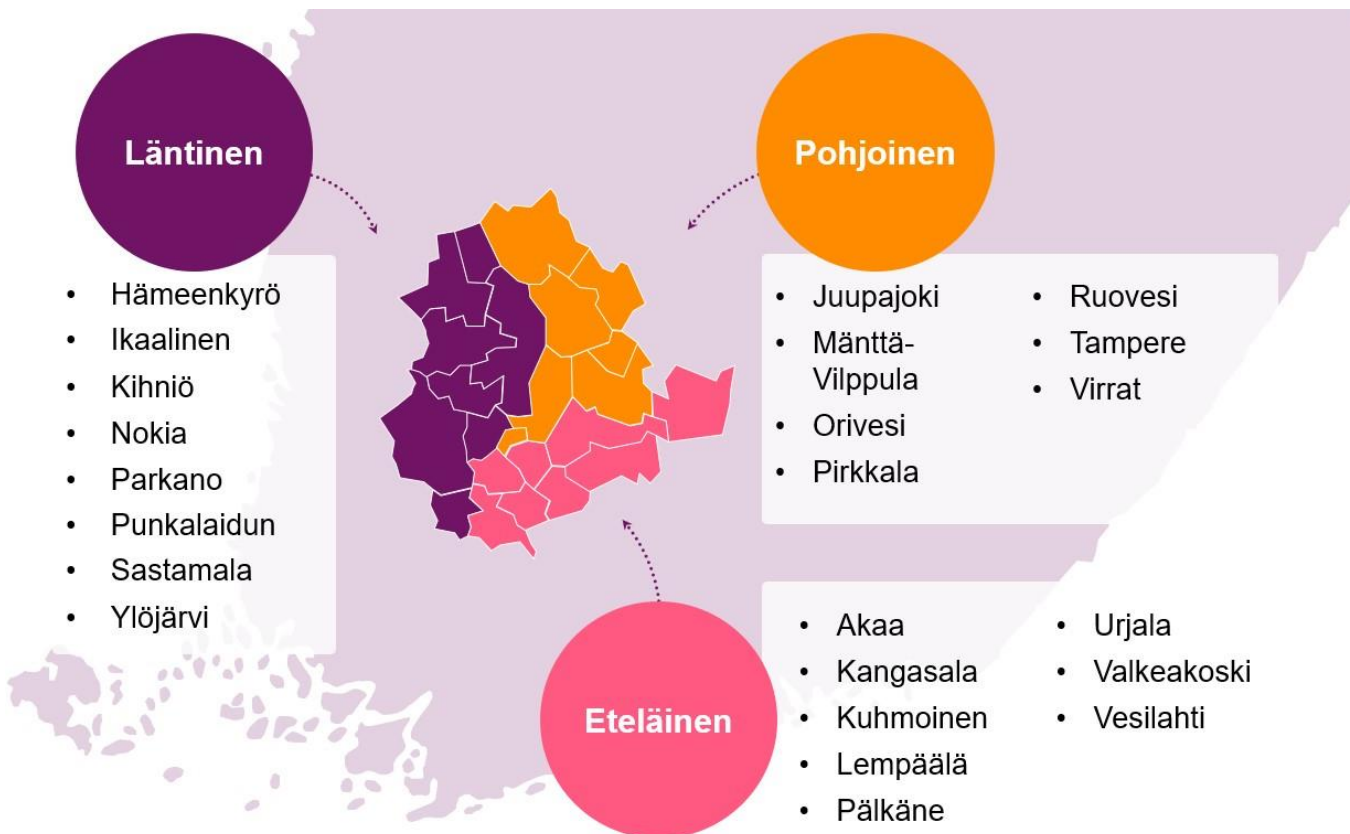 Läntinen
• Hämeenkyrö
• Ikaalinen
• Kihniö
• Nokia
• Parkano
• Punkalaidun
• Sastamala
• Ylöjärvi
Pohjoinen
• Juupajoki
• Mänttä-
Vilppula
• Orivesi
• Pirkkala
• Ruovesi
• Tampere
• Virrat
Eteläinen
• Akaa
• Kangasala
• Kuhmoinen
• Lempäälä
• Pälkäne
• Urjala
• Valkeakoski
• Vesilahti